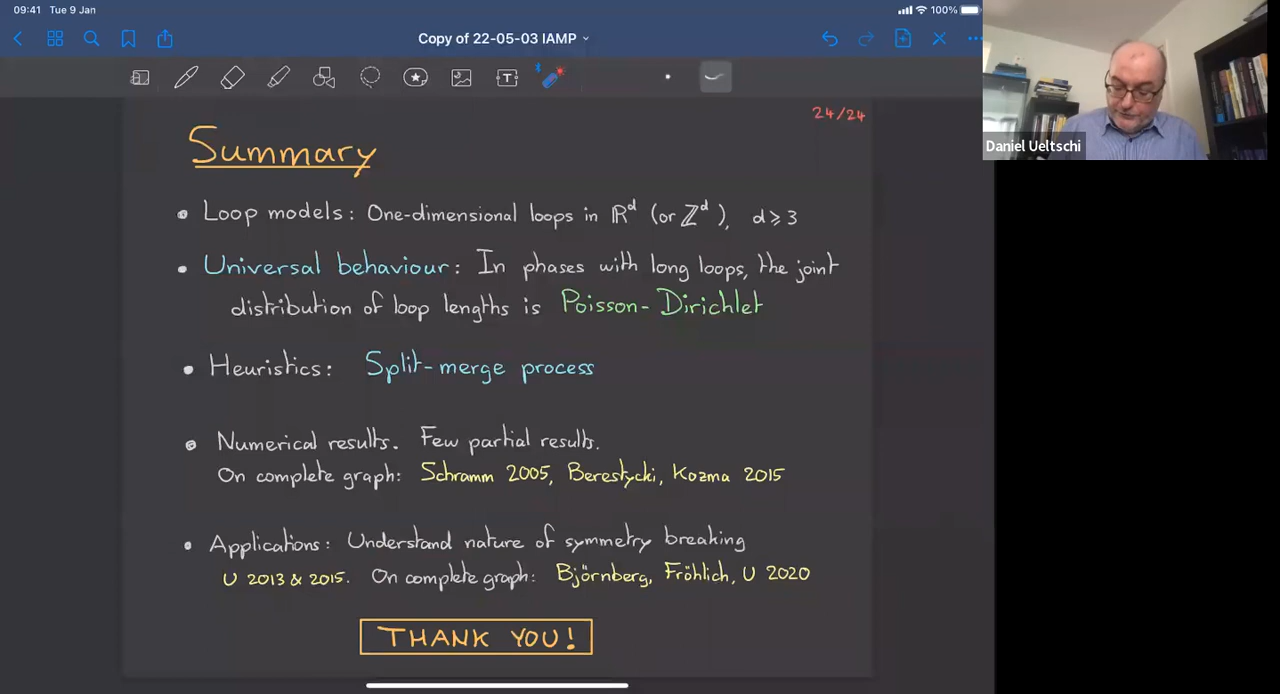 09:41 Tue 9 Jan
100%
Copy of 22-05-03 IAMP
T
Daniel Ueltschi
24/24
Summary
• Loop models: One-dimensional loops in ℝᵈ (or ℤᵈ), d ⩾ 3
• Universal behaviour: In phases with long loops, the joint
distribution of loop lengths is Poisson-Dirichlet
• Heuristics: Split-merge process
• Numerical results. Few partial results.
On complete graph: Schramm 2005, Berestycki, Kozma 2015
• Applications: Understand nature of symmetry breaking
U 2013 & 2015. On complete graph: Björnberg, Fröhlich, U 2020
THANK YOU!